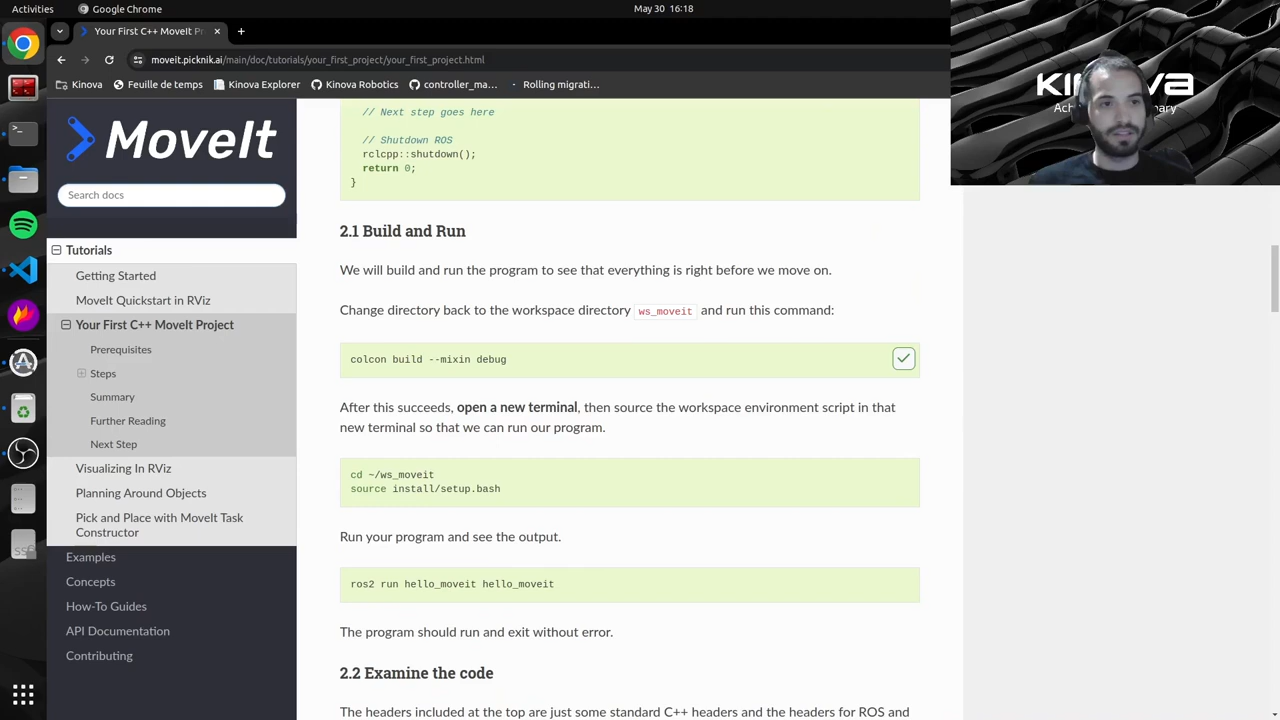 Activities
Google Chrome
May 30 16:18
Your First C++ MoveIt Pr
moveit.picknik.ai/main/doc/tutorials/your_first_project/your_first_project.html
Kinova
Feuille de temps
Kinova Explorer
Kinova Robotics
controller_ma...
Rolling migrati...
MoveIt
Search docs
Tutorials
Getting Started
MoveIt Quickstart in RViz
Your First C++ MoveIt Project
Prerequisites
Steps
Summary
Further Reading
Next Step
Visualizing In RViz
Planning Around Objects
Pick and Place with MoveIt Task
Constructor
Examples
Concepts
How-To Guides
API Documentation
Contributing
// Next step goes here
// Shutdown ROS
rclcpp::shutdown();
return 0;
}
2.1 Build and Run
We will build and run the program to see that everything is right before we move on.
Change directory back to the workspace directory ws_moveit and run this command:
colcon build --mixin debug
After this succeeds, open a new terminal, then source the workspace environment script in that
new terminal so that we can run our program.
cd ~/ws_moveit
source install/setup.bash
Run your program and see the output.
ros2 run hello_moveit hello_moveit
The program should run and exit without error.
2.2 Examine the code
The headers included at the top are just some standard C++ headers and the headers for ROS and